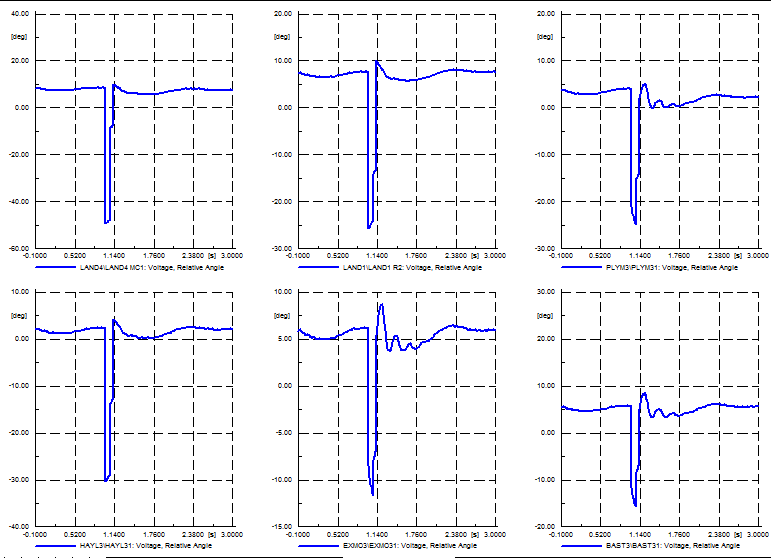 40.00
[deg]
20.00
0.00
-20.00
-40.00
-60.00
-0.1000 0.5200 1.1400 1.7600 2.3800 [s] 3.0000
LAND4\LAND4 MC1: Voltage, Relative Angle
20.00
[deg]
10.00
0.00
-10.00
-20.00
-30.00
-0.1000 0.5200 1.1400 1.7600 2.3800 [s] 3.0000
LAND1\LAND1 R2: Voltage, Relative Angle
20.00
[deg]
10.00
0.00
-10.00
-20.00
-30.00
-0.1000 0.5200 1.1400 1.7600 2.3800 [s] 3.0000
PLYM3\PLYM31: Voltage, Relative Angle
10.00
[deg]
0.00
-10.00
-20.00
-30.00
-40.00
-0.1000 0.5200 1.1400 1.7600 2.3800 [s] 3.0000
HAYL3\HAYL31: Voltage, Relative Angle
10.00
[deg]
5.00
0.00
-5.00
-10.00
-15.00
-0.1000 0.5200 1.1400 1.7600 2.3800 [s] 3.0000
EXMO3\EXMO31: Voltage, Relative Angle
30.00
[deg]
20.00
10.00
0.00
-10.00
-20.00
-0.1000 0.5200 1.1400 1.7600 2.3800 [s] 3.0000
BAST3\BAST31: Voltage, Relative Angle